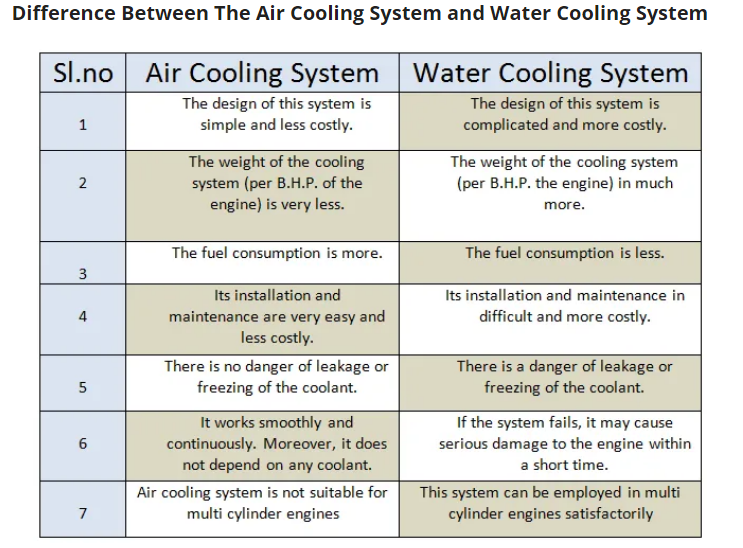 Difference Between The Air Cooling System and Water Cooling System
Sl.no Air Cooling System Water Cooling System
1
The design of this system is
simple and less costly.
The design of this system is
complicated and more costly.
2
The weight of the cooling
system (per B.H.P. of the
engine) is very less.
The weight of the cooling system
(per B.H.P. the engine) in much
more.
3
The fuel consumption is more.
The fuel consumption is less.
4
Its installation and
maintenance are very easy and
less costly.
Its installation and maintenance in
difficult and more costly.
5
There is no danger of leakage or
freezing of the coolant.
There is a danger of leakage or
freezing of the coolant.
6
It works smoothly and
continuously. Moreover, it does
not depend on any coolant.
If the system fails, it may cause
serious damage to the engine within
a short time.
7
Air cooling system is not suitable for
multi cylinder engines
This system can be employed in multi
cylinder engines satisfactorily